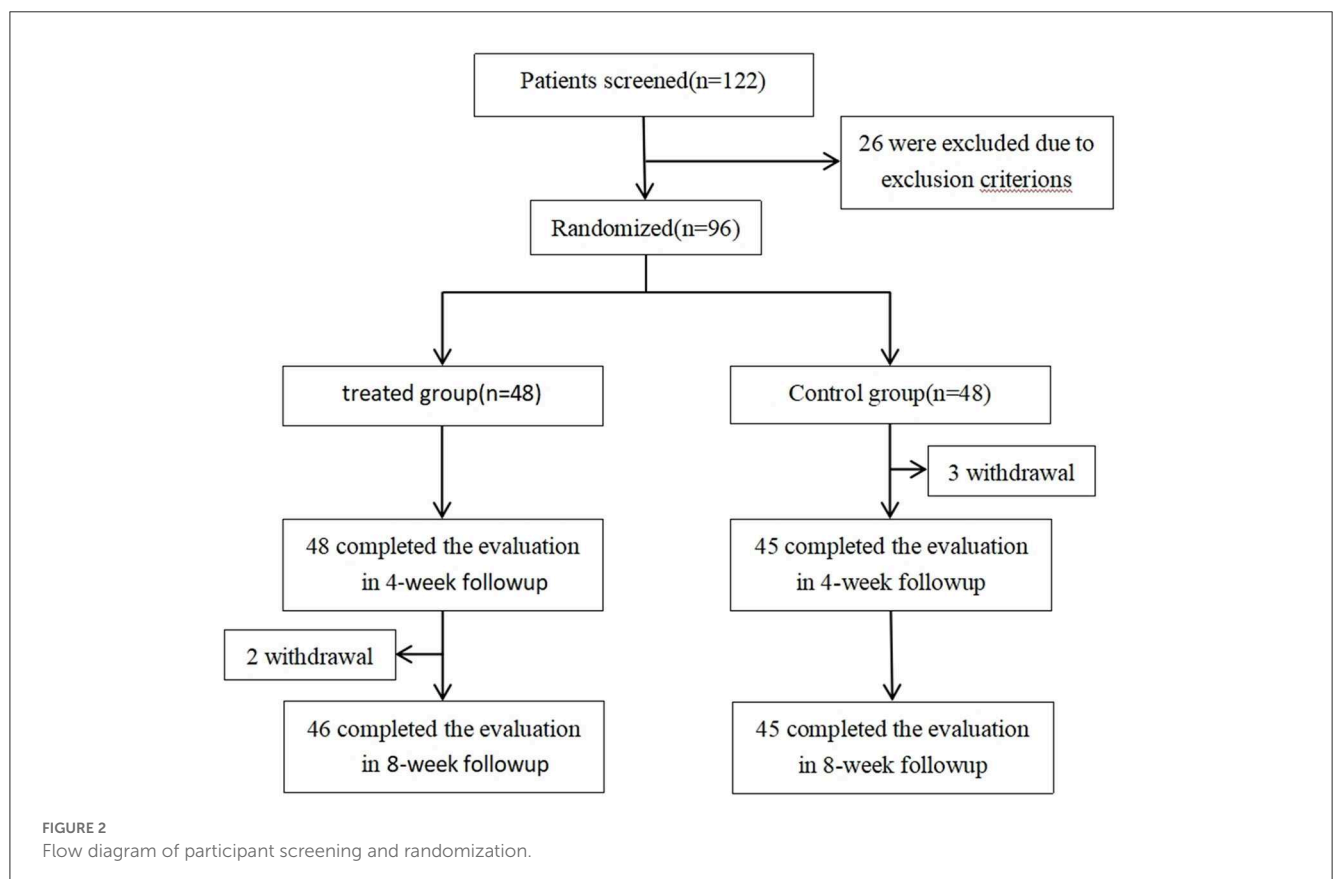 Patients screened(n=122)
26 were excluded due to
exclusion criterions
Randomized(n=96)
treated group(n=48)
Control group(n=48)
3 withdrawal
48 completed the evaluation
in 4-week followup
45 completed the evaluation
in 4-week followup
2 withdrawal
46 completed the evaluation
in 8-week followup
45 completed the evaluation
in 8-week followup
FIGURE 2
Flow diagram of participant screening and randomization.